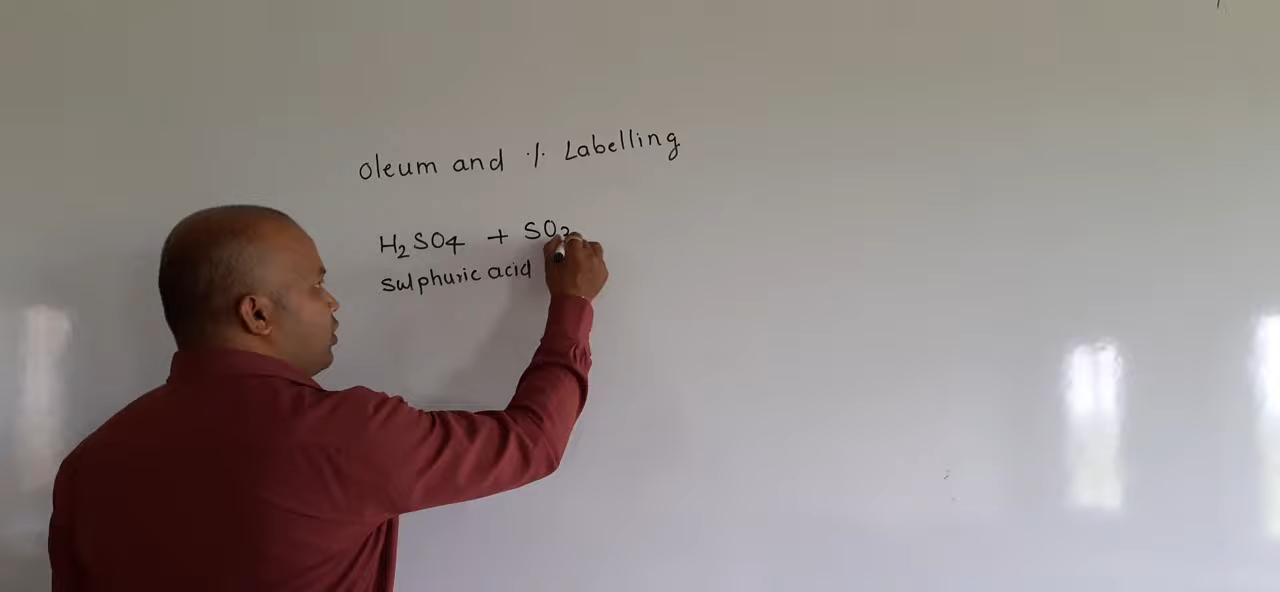 Oleum and % Labelling
H₂SO₄ + SO₃
sulphuric acid